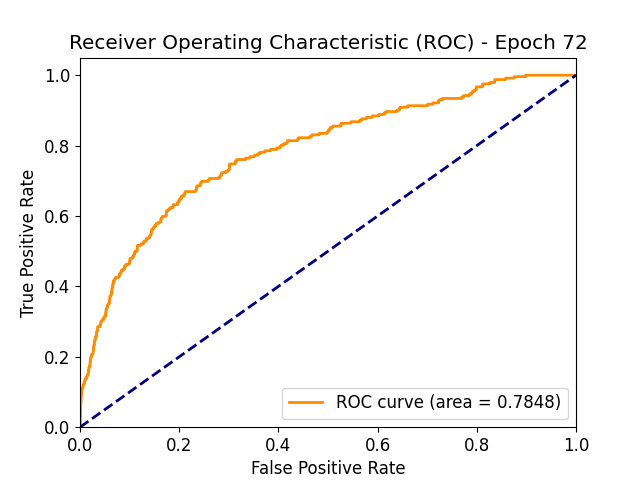 Receiver Operating Characteristic (ROC) - Epoch 72
1.0
0.8
0.6
0.4
0.2
0.0
True Positive Rate
ROC curve (area = 0.7848)
0.0 0.2 0.4 0.6 0.8 1.0
False Positive Rate